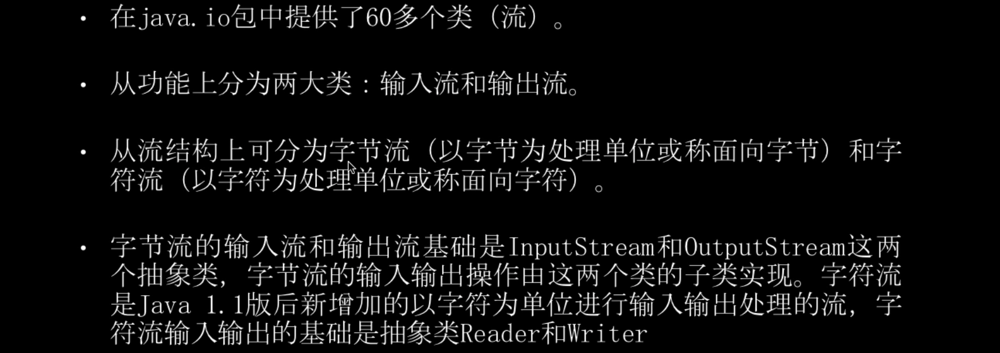 • 在java.io包中提供了60多个类（流）。
• 从功能上分为两大类：输入流和输出流。
• 从流结构上可分为字节流（以字节为处理单位或称面向字节）和字
符流（以字符为处理单位或称面向字符）。
• 字节流的输入流和输出流基础是InputStream和OutputStream这两
个抽象类，字节流的输入输出操作由这两个类的子类实现。字符流
是Java 1.1版后新增加的以字符为单位进行输入输出处理的流，字
符流输入输出的基础是抽象类Reader和Writer